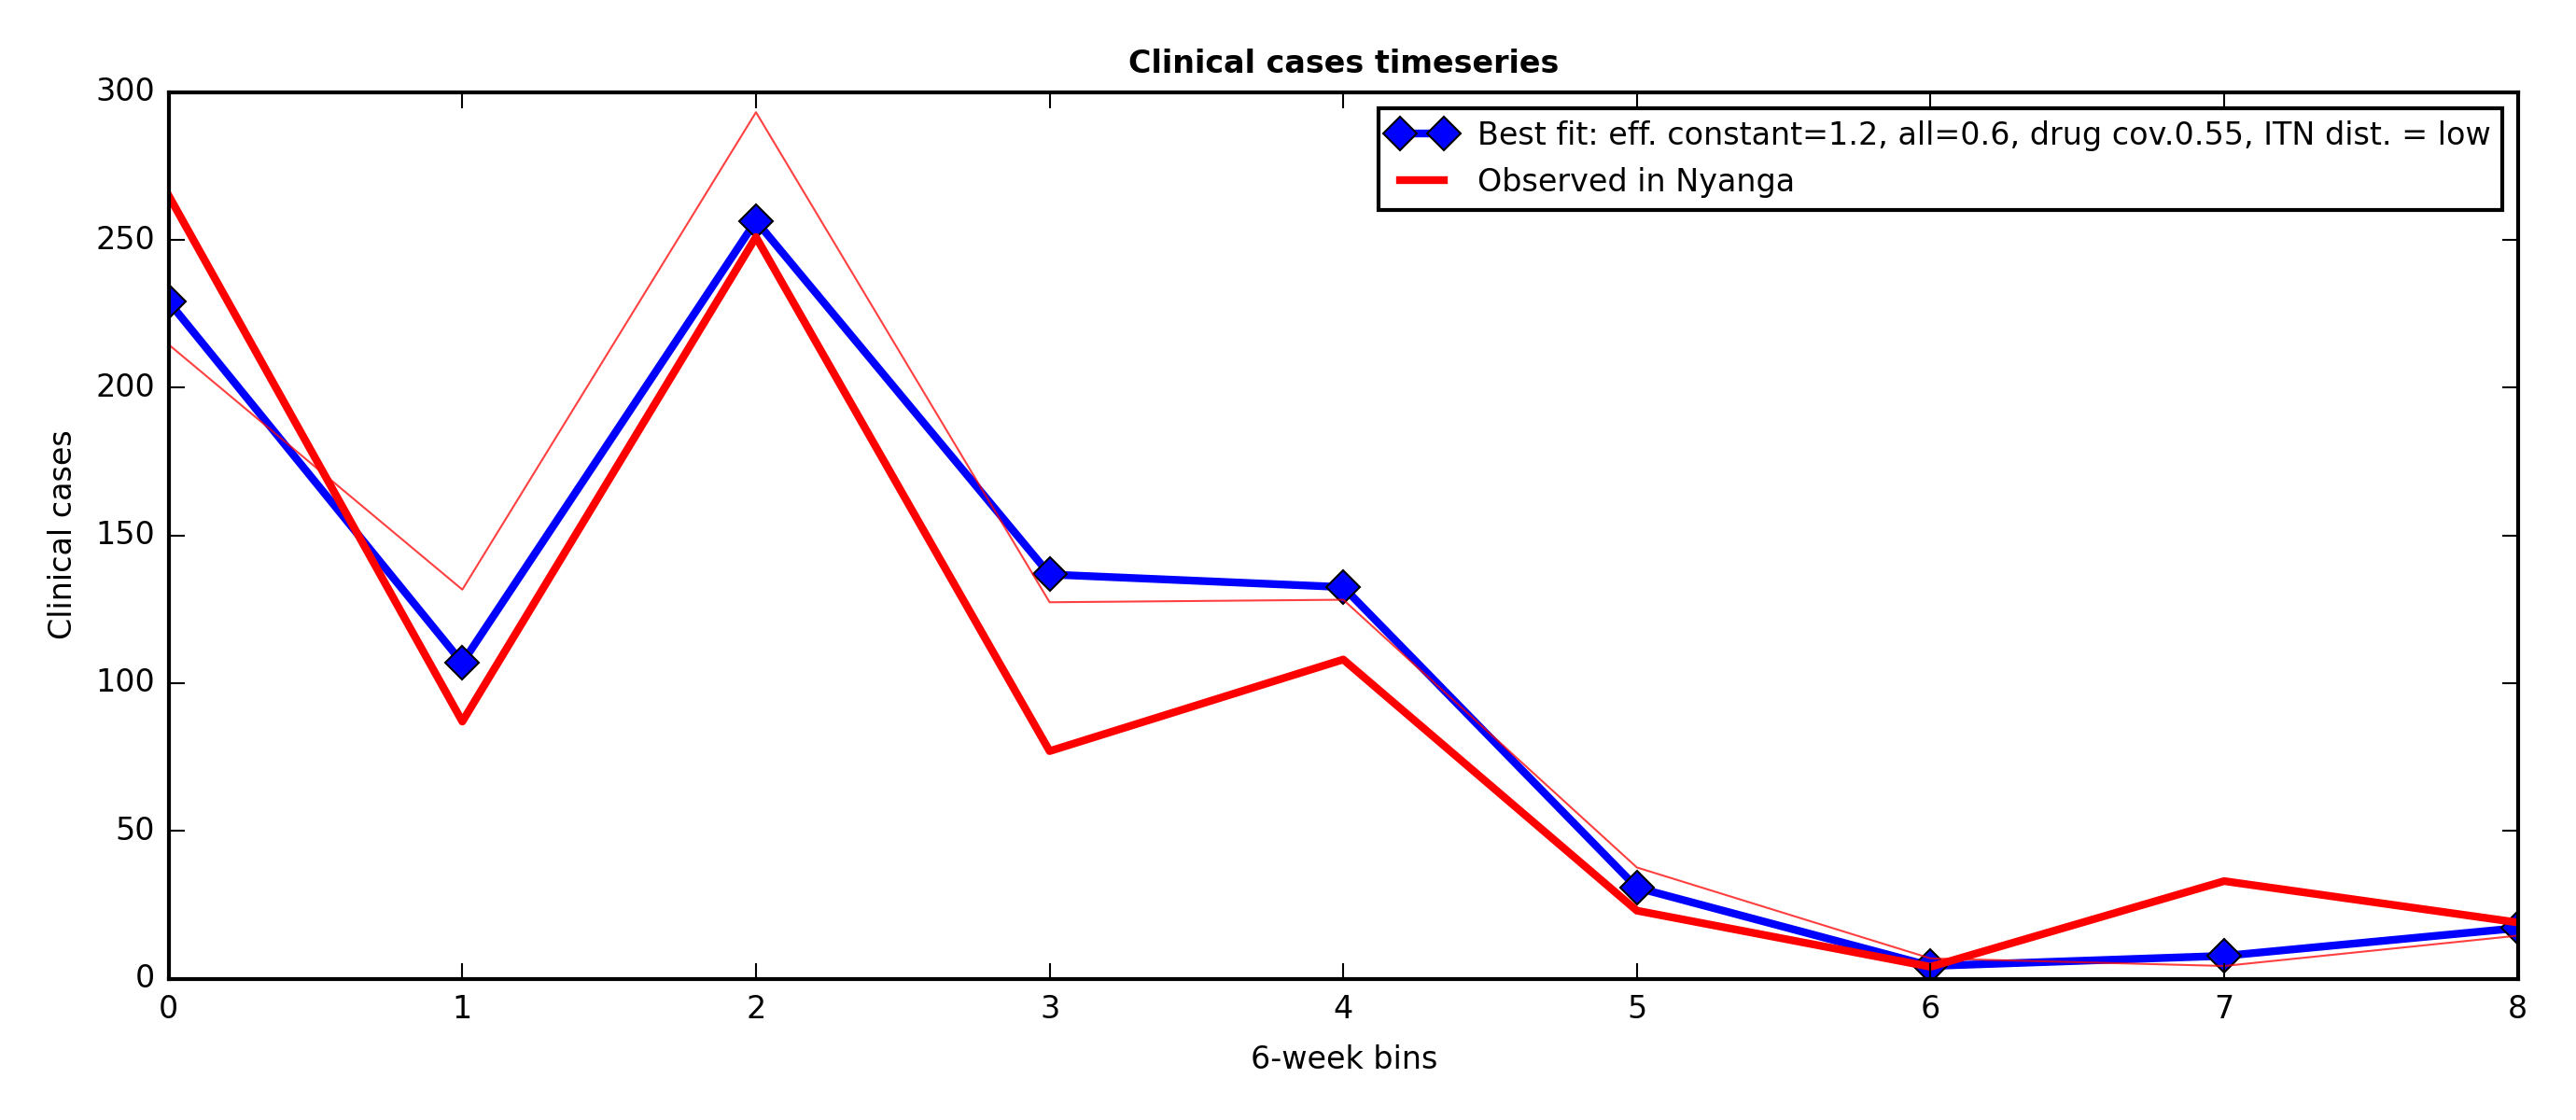 Clinical cases timeseries
300
250
200
150
100
50
0
Clinical cases
Best fit: eff. constant=1.2, all=0.6, drug cov.0.55, ITN dist. = low
Observed in Nyanga
0 1 2 3 4 5 6 7 8
6-week bins